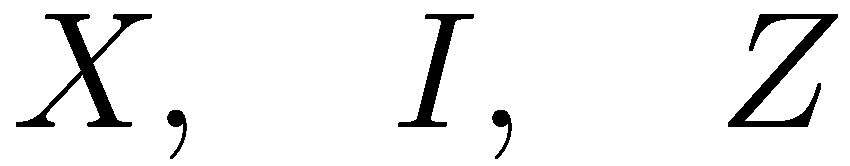 X, I, Z